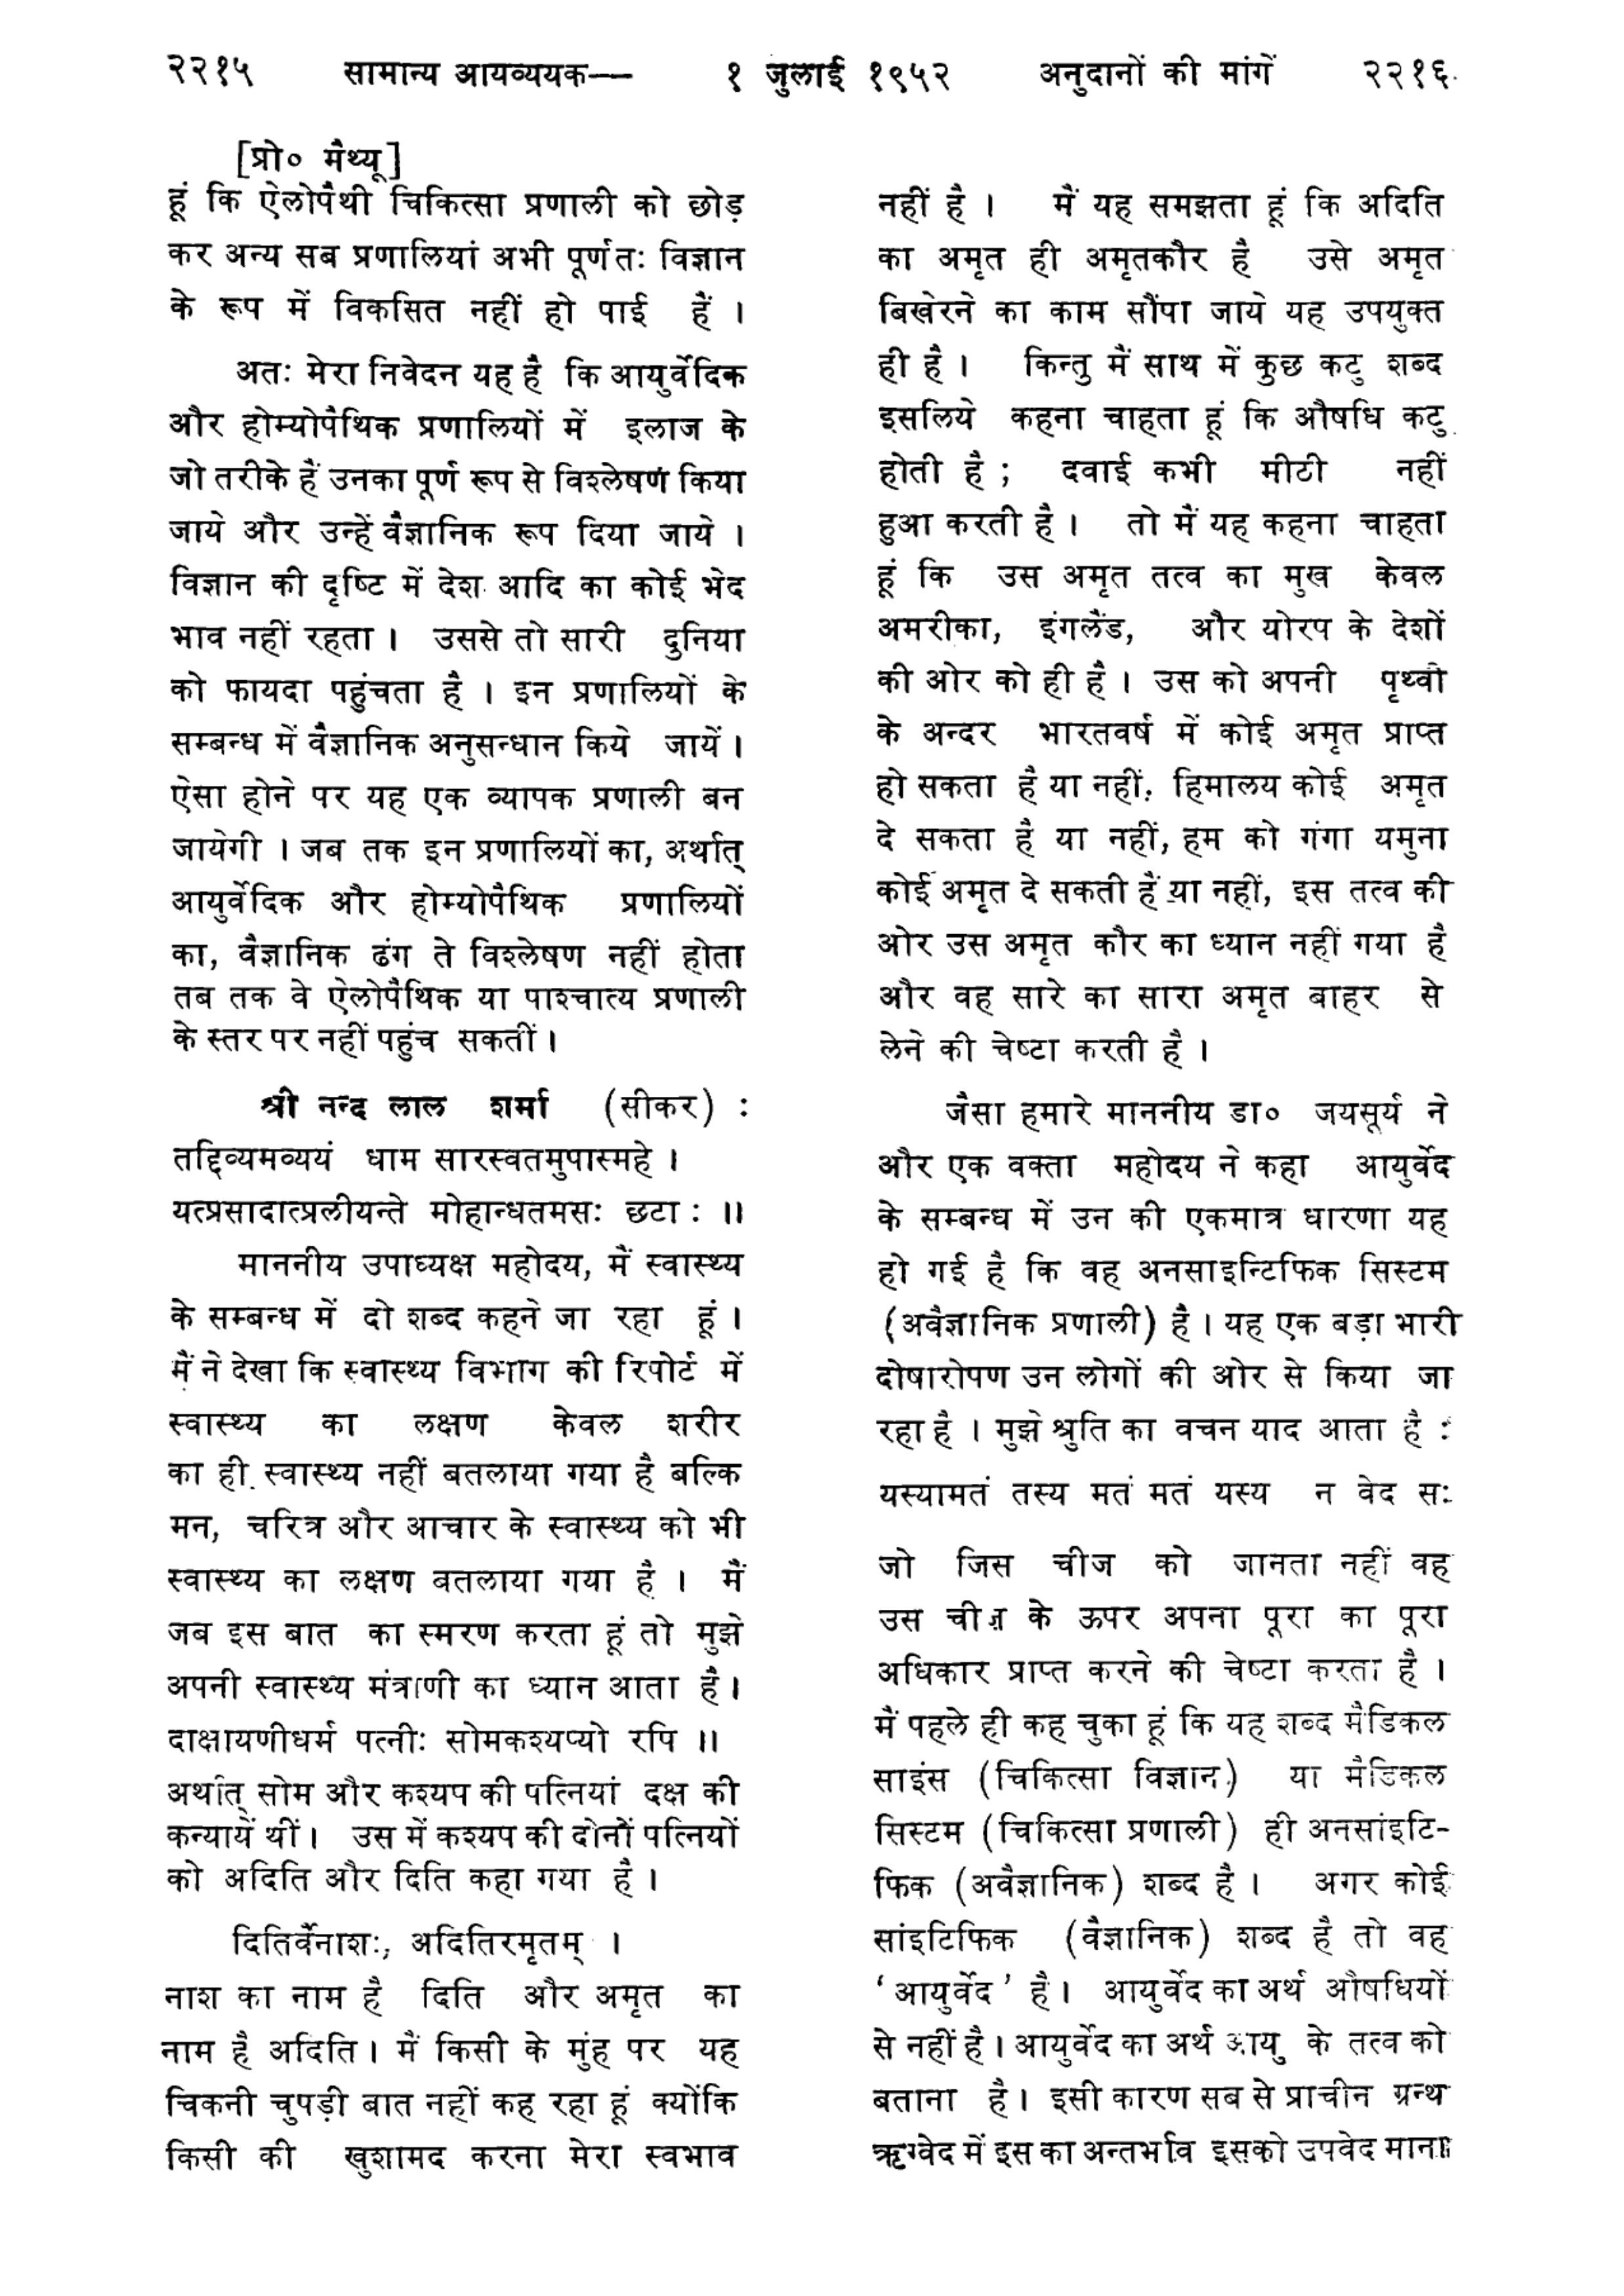 २२१५ सामान्य आयव्ययक— १ जुलाई १९५२ अनुदानों की मांगें २२१६
[प्रो० मैथ्यू]
हूं कि ऐलोपैथी चिकित्सा प्रणाली को छोड़
कर अन्य सब प्रणालियां अभी पूर्णतः विज्ञान
के रूप में विकसित नहीं हो पाई हैं ।
अतः मेरा निवेदन यह है कि आयुर्वेदिक
और होम्योपैथिक प्रणालियों में इलाज के
जो तरीके हैं उनका पूर्ण रूप से विश्लेषण किया
जाये और उन्हें वैज्ञानिक रूप दिया जाये ।
विज्ञान की दृष्टि में देश आदि का कोई भेद
भाव नहीं रहता । उससे तो सारी दुनिया
को फायदा पहुंचता है । इन प्रणालियों के
सम्बन्ध में वैज्ञानिक अनुसन्धान किये जायें ।
ऐसा होने पर यह एक व्यापक प्रणाली बन
जायेगी । जब तक इन प्रणालियों का, अर्थात्
आयुर्वेदिक और होम्योपैथिक प्रणालियों
का, वैज्ञानिक ढंग ते विश्लेषण नहीं होता
तब तक वे ऐलोपैथिक या पाश्चात्य प्रणाली
के स्तर पर नहीं पहुंच सकतीं ।
श्री नन्द लाल शर्मा (सीकर) :
तद्दिव्यमव्ययं धाम सारस्वतमुपास्महे ।
यत्प्रसादात्प्रलीयन्ते मोहान्धतमसः छटा : ।।
माननीय उपाध्यक्ष महोदय, मैं स्वास्थ्य
के सम्बन्ध में दो शब्द कहने जा रहा हूं ।
मैं ने देखा कि स्वास्थ्य विभाग की रिपोर्ट में
स्वास्थ्य का लक्षण केवल शरीर
का ही स्वास्थ्य नहीं बतलाया गया है बल्कि
मन, चरित्र और आचार के स्वास्थ्य को भी
स्वास्थ्य का लक्षण बतलाया गया है । मैं
जब इस बात का स्मरण करता हूं तो मुझे
अपनी स्वास्थ्य मंत्राणी का ध्यान आता है ।
दाक्षायणीधर्म पत्नीः सोमकश्यप्यो रपि ।।
अर्थात् सोम और कश्यप की पत्नियां दक्ष की
कन्यायें थीं । उस में कश्यप की दोनों पत्नियों
को अदिति और दिति कहा गया है ।
दितिर्वैनाशः, अदितिरमृतम् ।
नाश का नाम है दिति और अमृत का
नाम है अदिति । मैं किसी के मुंह पर यह
चिकनी चुपड़ी बात नहीं कह रहा हूं क्योंकि
किसी की खुशामद करना मेरा स्वभाव
नहीं है । मैं यह समझता हूं कि अदिति
का अमृत ही अमृतकौर है उसे अमृत
बिखेरने का काम सौंपा जाये यह उपयुक्त
ही है । किन्तु मैं साथ में कुछ कटु शब्द
इसलिये कहना चाहता हूं कि औषधि कटु
होती है ; दवाई कभी मीठी नहीं
हुआ करती है । तो मैं यह कहना चाहता
हूं कि उस अमृत तत्व का मुख केवल
अमरीका, इंगलैंड, और योरप के देशों
की ओर को ही है । उस को अपनी पृथ्वी
के अन्दर भारतवर्ष में कोई अमृत प्राप्त
हो सकता है या नहीं; हिमालय कोई अमृत
दे सकता है या नहीं, हम को गंगा यमुना
कोई अमृत दे सकती हैं या नहीं, इस तत्व की
ओर उस अमृत कौर का ध्यान नहीं गया है
और वह सारे का सारा अमृत बाहर से
लेने की चेष्टा करती है ।
जैसा हमारे माननीय डा० जयसूर्य ने
और एक वक्ता महोदय ने कहा आयुर्वेद
के सम्बन्ध में उन की एकमात्र धारणा यह
हो गई है कि वह अनसाइन्टिफिक सिस्टम
(अवैज्ञानिक प्रणाली) है । यह एक बड़ा भारी
दोषारोपण उन लोगों की ओर से किया जा
रहा है । मुझे श्रुति का वचन याद आता है :
यस्यामतं तस्य मतं मतं यस्य न वेद सः
जो जिस चीज को जानता नहीं वह
उस चीज के ऊपर अपना पूरा का पूरा
अधिकार प्राप्त करने की चेष्टा करता है ।
मैं पहले ही कह चुका हूं कि यह शब्द मैडिकल
साइंस (चिकित्सा विज्ञान) या मैडिकल
सिस्टम (चिकित्सा प्रणाली) ही अनसांइटि-
फिक (अवैज्ञानिक) शब्द है । अगर कोई
सांइटिफिक (वैज्ञानिक) शब्द है तो वह
‘ आयुर्वेद ’ है । आयुर्वेद का अर्थ औषधियों
से नहीं है । आयुर्वेद का अर्थ आयु के तत्व को
बताना है । इसी कारण सब से प्राचीन ग्रन्थ
ऋग्वेद में इस का अन्तर्भाव इसको उपवेद माना